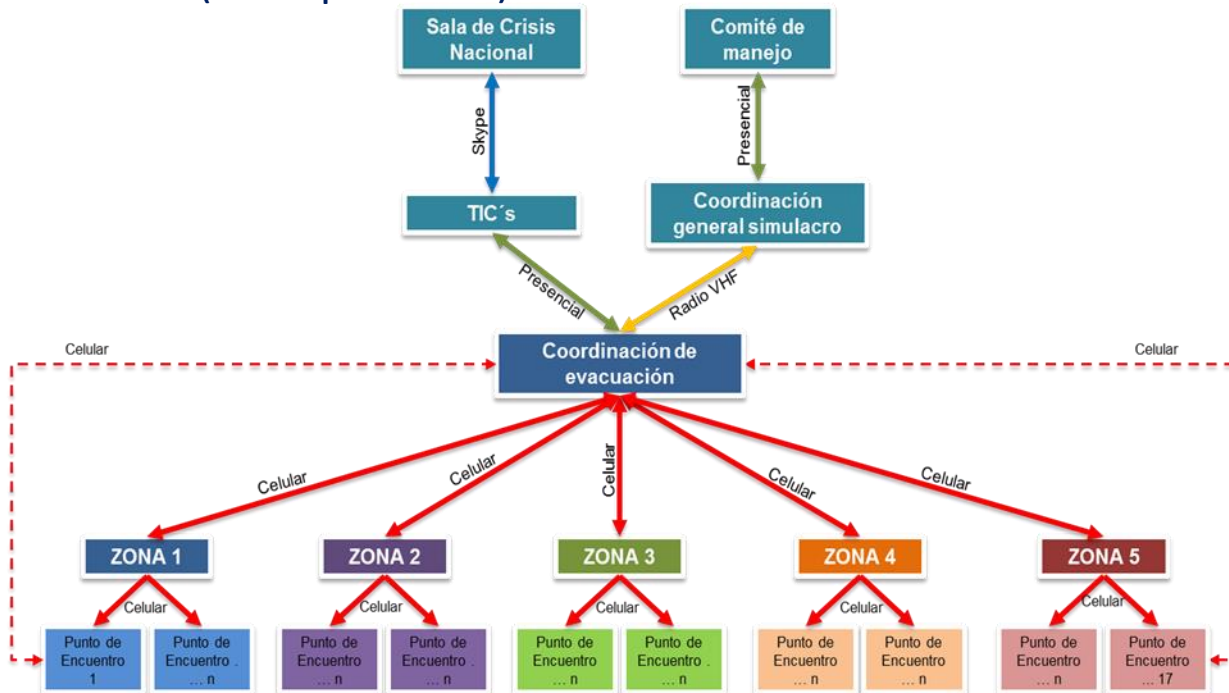 Sala de Crisis
Nacional
Comité de
manejo
Skype
Presencial
TIC´s
Coordinación
general simulacro
Presencial
Radio VHF
Celular
Coordinación de
evacuación
Celular
Celular
Celular
Celular
Celular
Celular
ZONA 1
ZONA 2
ZONA 3
ZONA 4
ZONA 5
Celular
Celular
Celular
Celular
Celular
Punto de
Encuentro
1
Punto de
Encuentro .
... n
Punto de
Encuentro
... n
Punto de
Encuentro .
... n
Punto de
Encuentro
... n
Punto de
Encuentro .
... n
Punto de
Encuentro
... n
Punto de
Encuentro
... n
Punto de
Encuentro
... n
Punto de
Encuentro
... 17